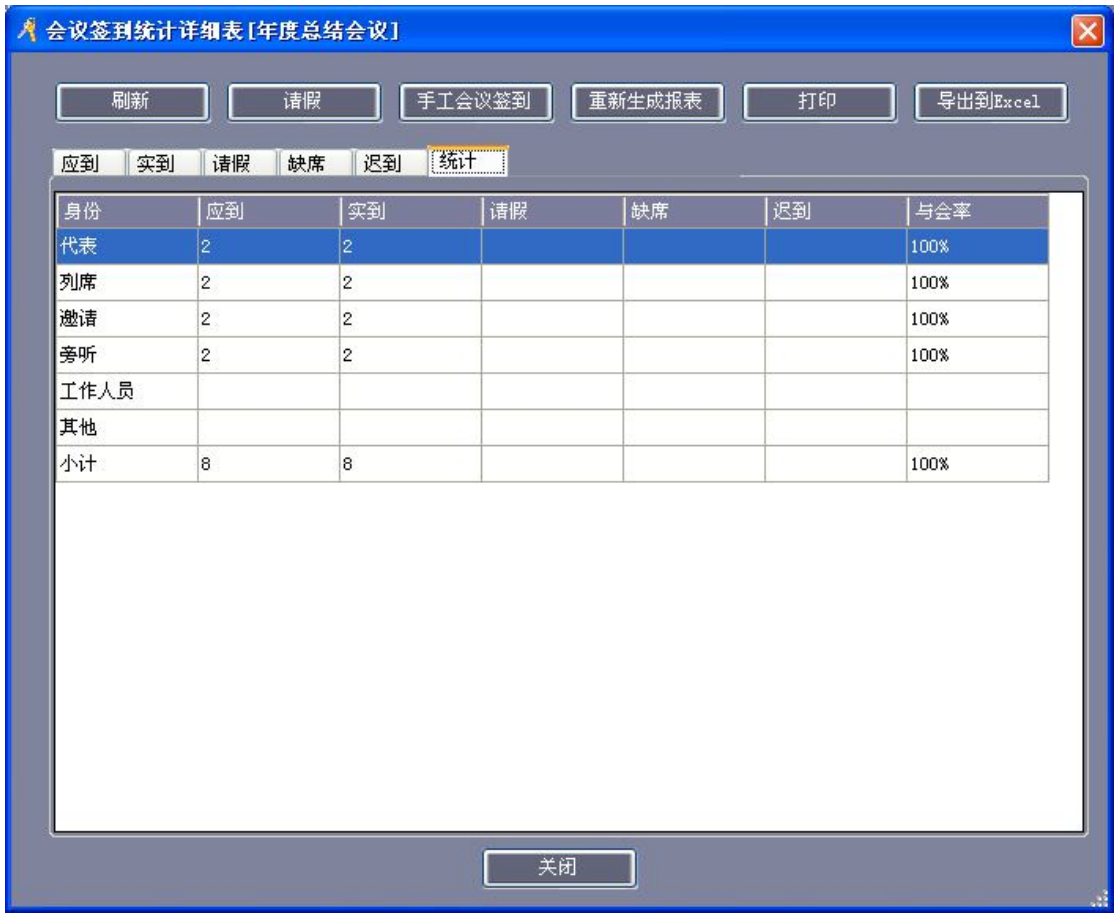 会议签到统计详细表[年度总结会议]
刷新 请假 手工会议签到 重新生成报表 打印 导出到Excel
应到 实到 请假 缺席 迟到 统计
身份 应到 实到 请假 缺席 迟到 与会率
代表 2 2 100%
列席 2 2 100%
邀请 2 2 100%
旁听 2 2 100%
工作人员
其他
小计 8 8 100%
关闭